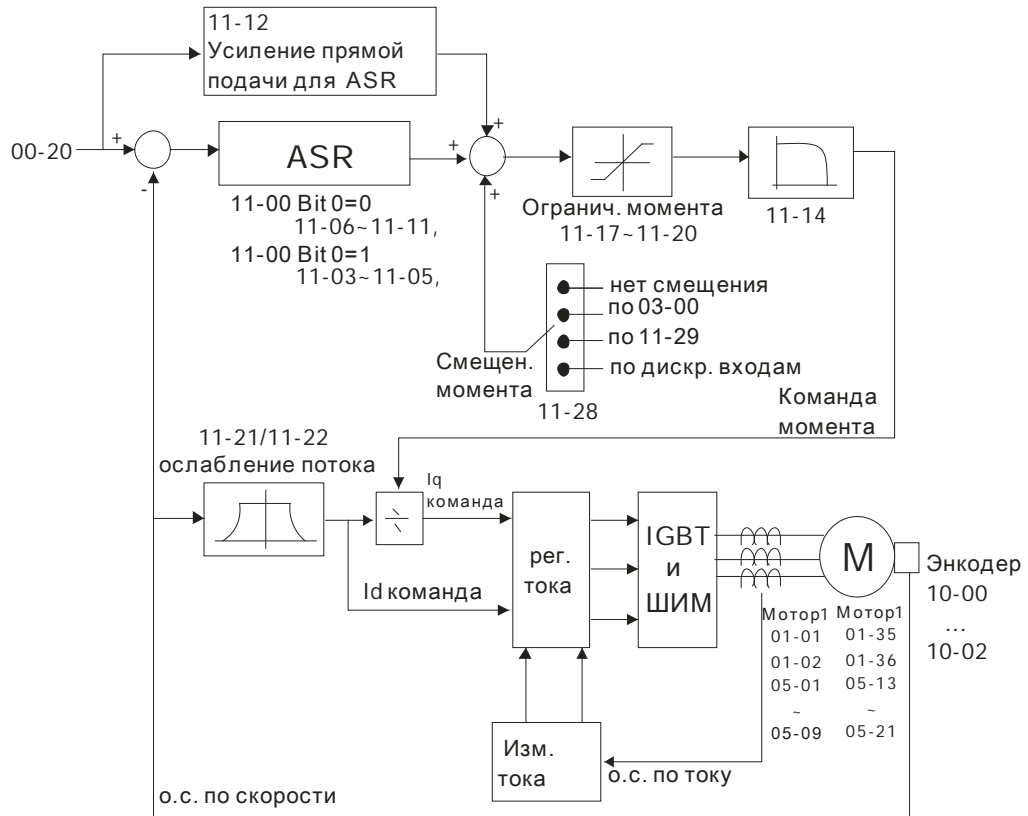 11-12
Усиление прямой
подачи для ASR
00-20
+
-
ASR
+
+
+
11-00 Bit 0=0
11-06~11-11,
11-00 Bit 0=1
11-03~11-05,
Огранич. момента
11-17~11-20
11-14
нет смещения
по 03-00
по 11-29
по дискр. входам
Смещен.
момента
11-28
Команда
момента
11-21/11-22
ослабление потока
Iq
команда
Id команда
рег.
тока
IGBT
и
ШИМ
M
Энкодер
10-00
...
10-02
Мотор1 Мотор1
01-01 01-35
01-02 01-36
05-01 05-13
~ ~
05-09 05-21
Изм.
тока
о.с. по току
о.с. по скорости